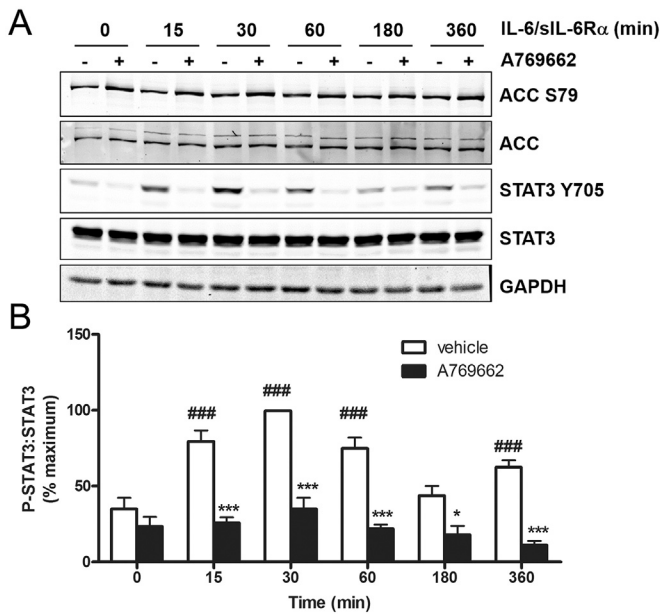 A
0 15 30 60 180 360 IL-6/sIL-6Rα (min)
- + - + - + - + - + - + A769662
ACC S79
ACC
STAT3 Y705
STAT3
GAPDH
B
P-STAT3:STAT3
(% maximum)
150
100
50
0
vehicle
A769662
### ### ### ###
*** *** *** * ***
0 15 30 60 180 360
Time (min)